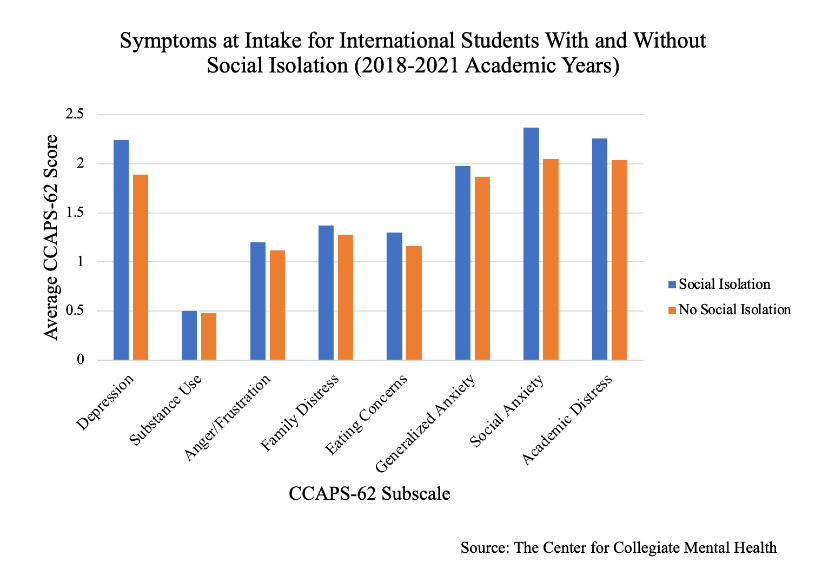 Symptoms at Intake for International Students With and Without
Social Isolation (2018-2021 Academic Years)
Average CCAPS-62 Score
2.5
2
1.5
1
0.5
0
Depression
Substance Use
Anger/Frustration
Family Distress
Eating Concerns
Generalized Anxiety
Social Anxiety
Academic Distress
Social Isolation
No Social Isolation
CCAPS-62 Subscale
Source: The Center for Collegiate Mental Health